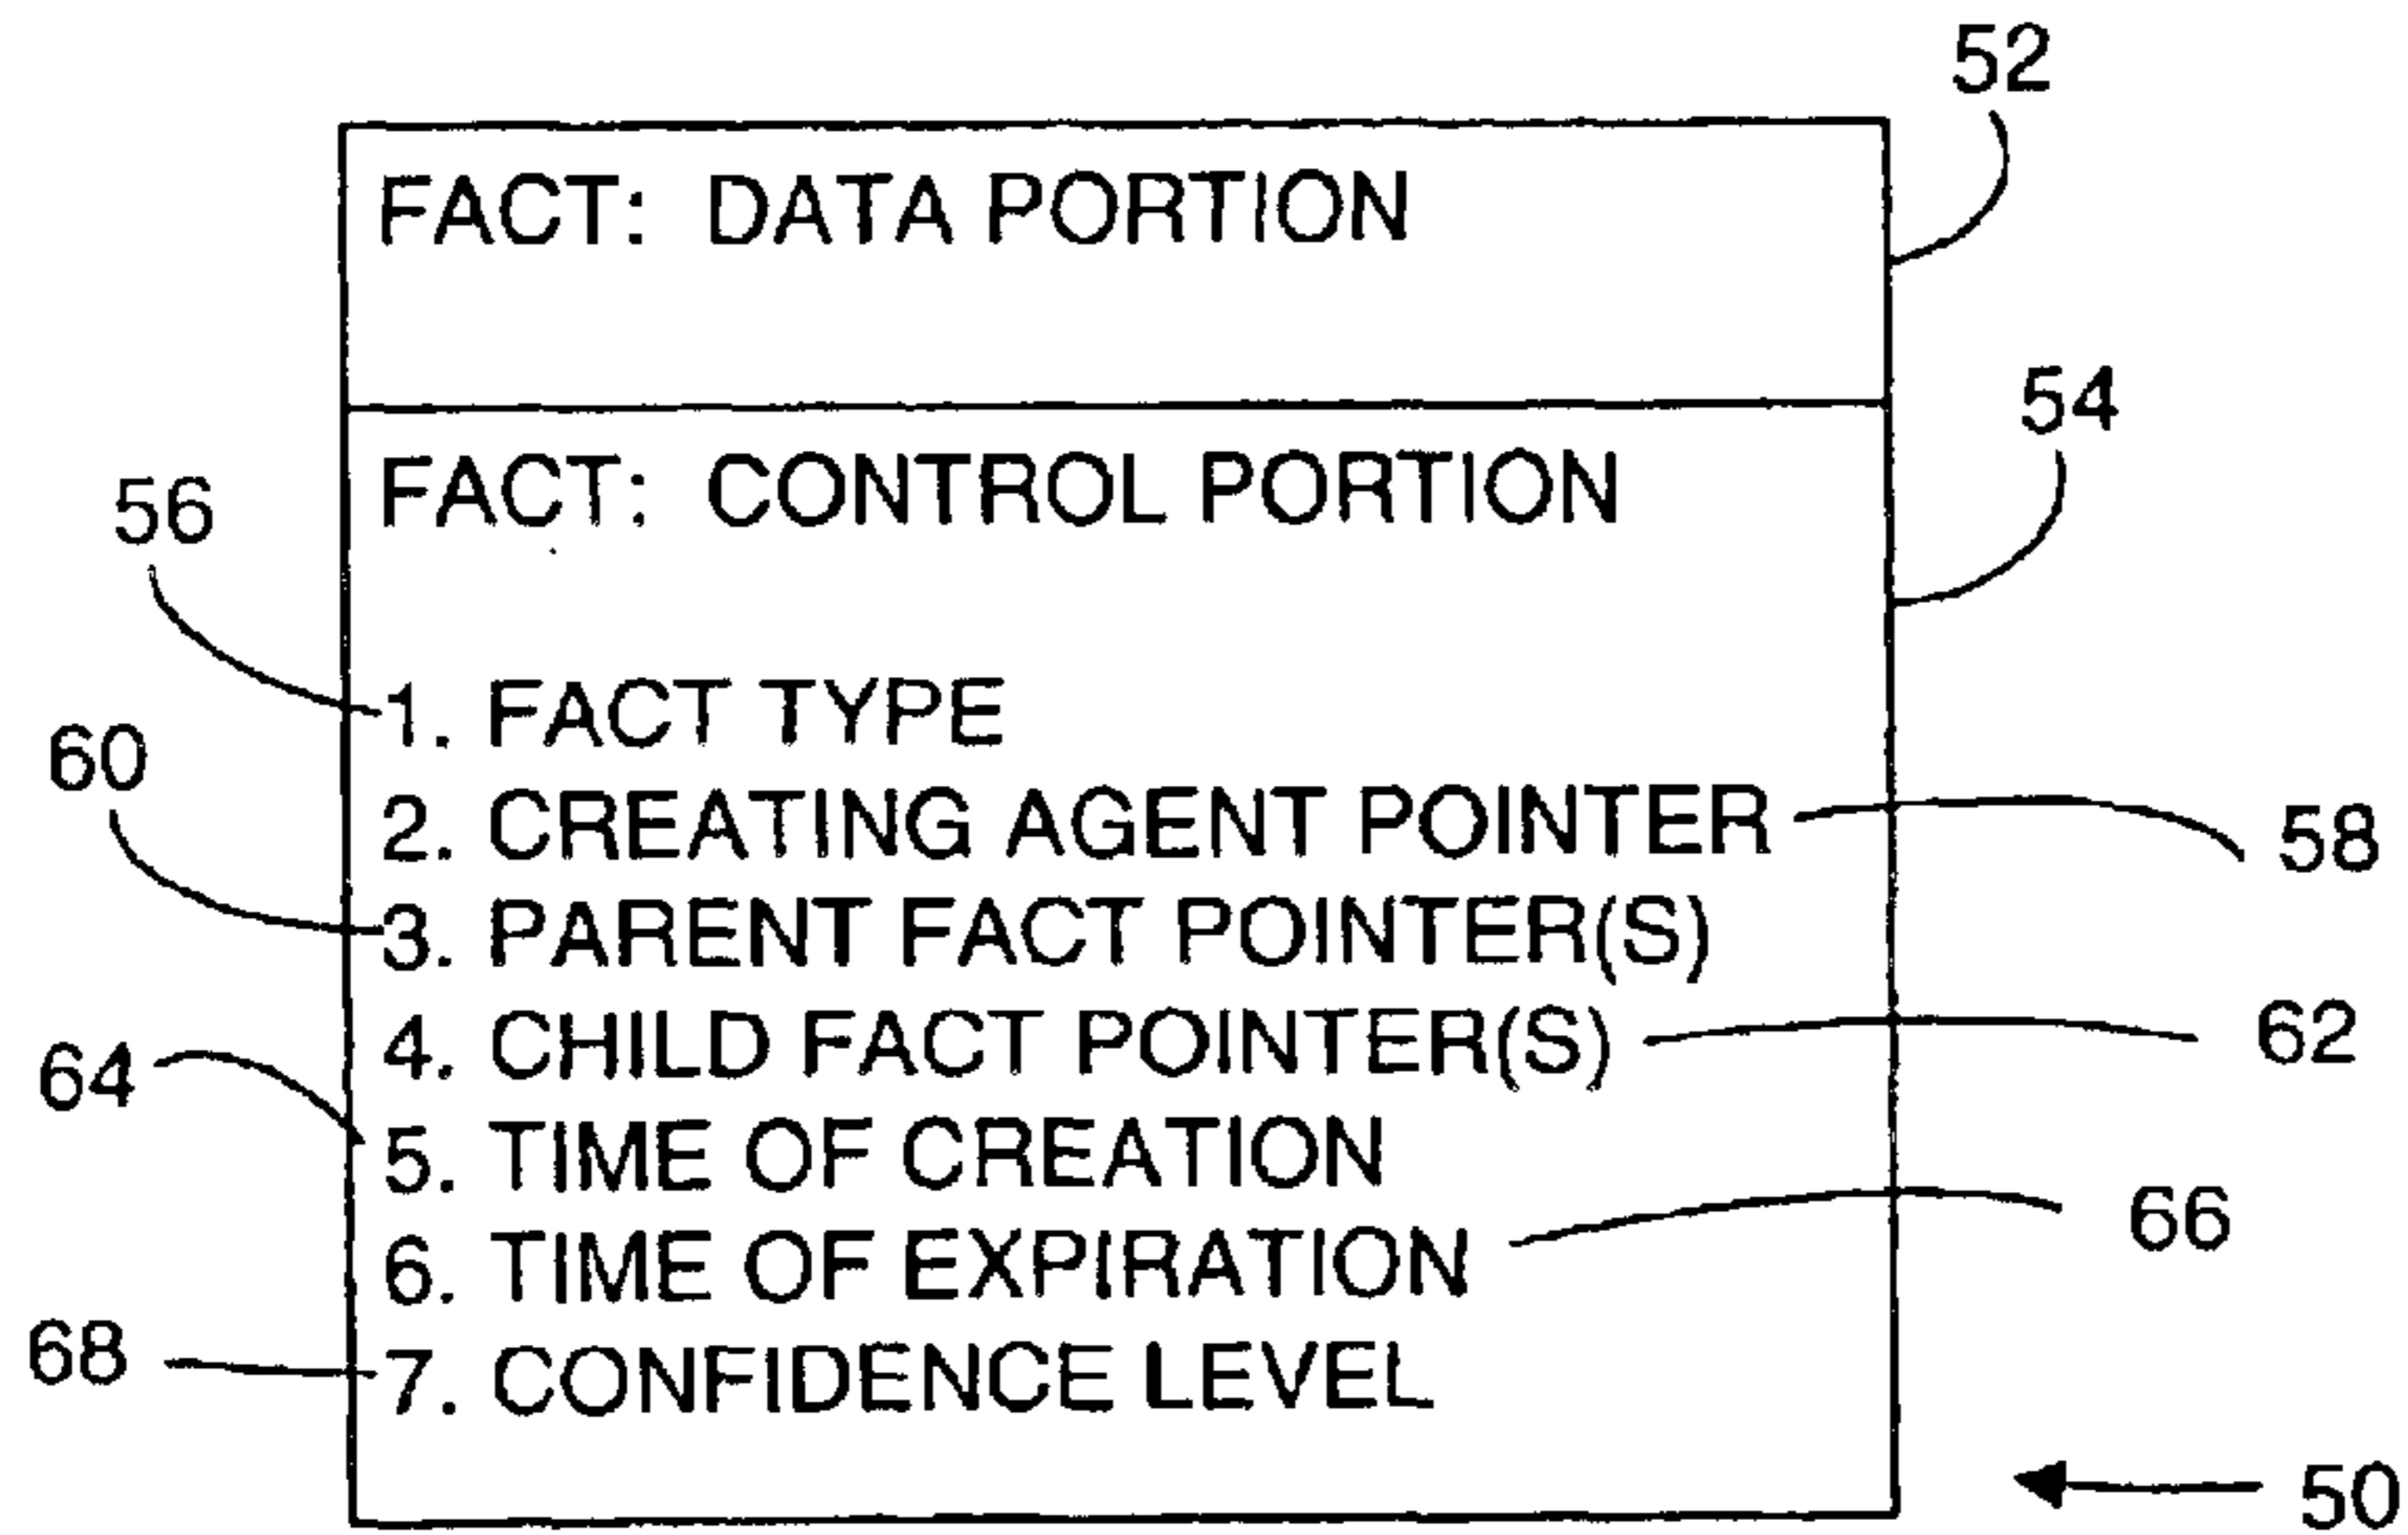 52
FACT: DATA PORTION
54
FACT: CONTROL PORTION
56
1. FACT TYPE
60
2. CREATING AGENT POINTER
58
3. PARENT FACT POINTER(S)
4. CHILD FACT POINTER(S)
62
64
5. TIME OF CREATION
66
6. TIME OF EXPIRATION
68
7. CONFIDENCE LEVEL
50